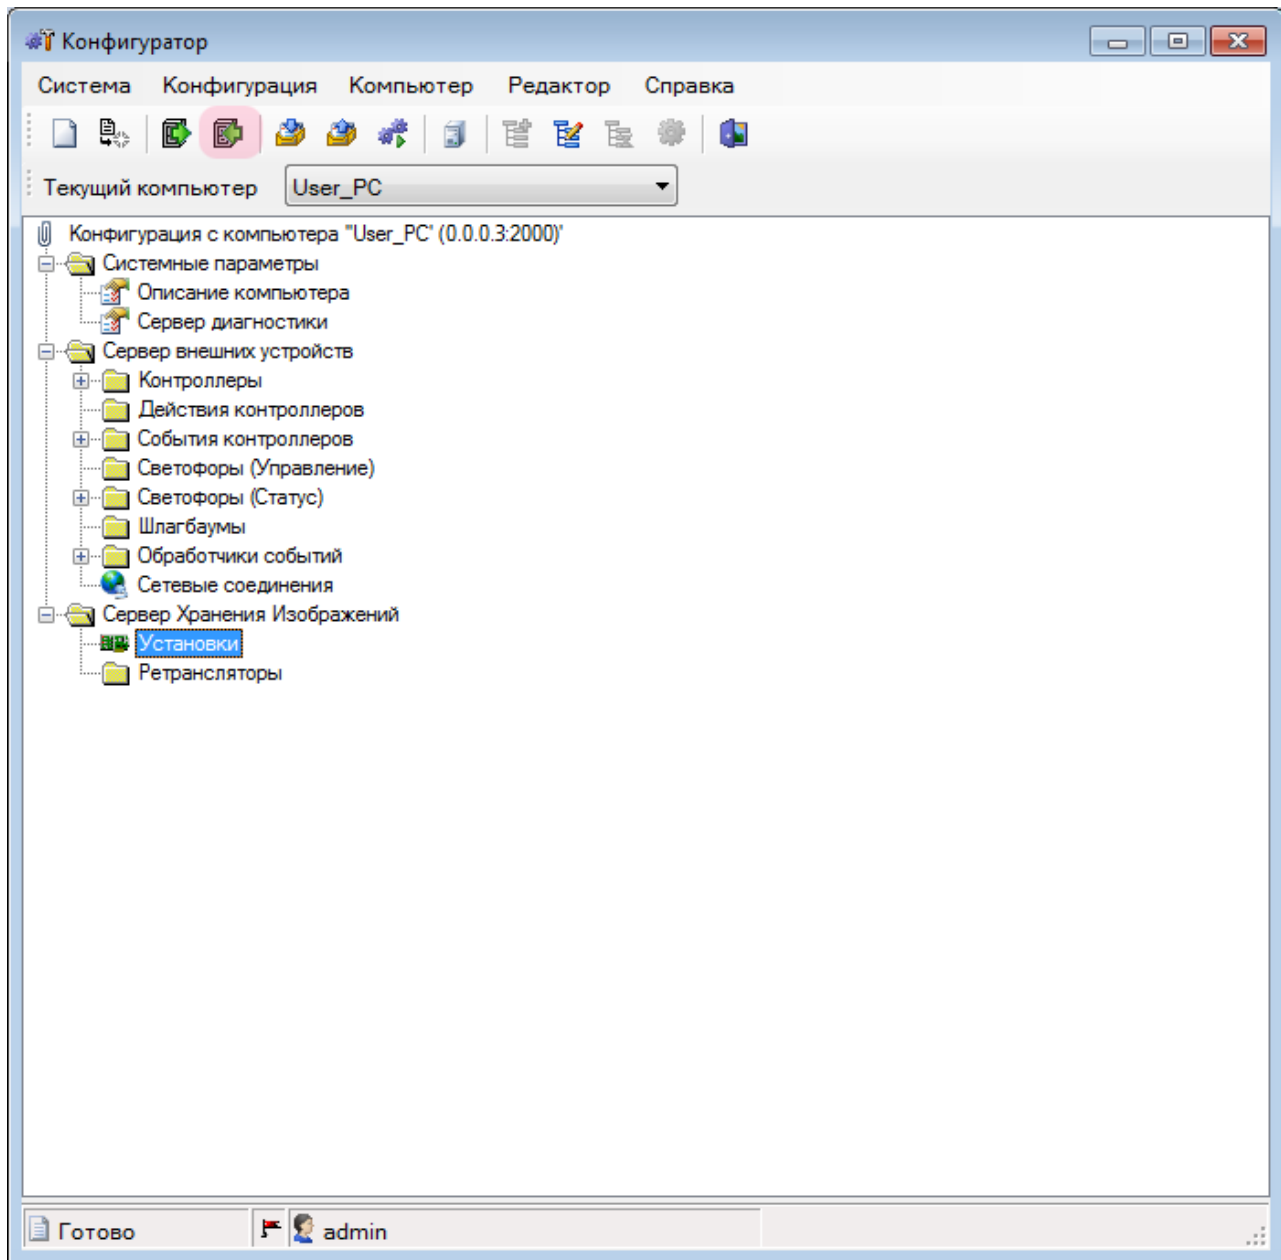 Конфигуратор
Система Конфигурация Компьютер Редактор Справка
Текущий компьютер User_PC
Конфигурация с компьютера "User_PC" (0.0.0.3:2000)'
Системные параметры
Описание компьютера
Сервер диагностики
Сервер внешних устройств
Контроллеры
Действия контроллеров
События контроллеров
Светофоры (Управление)
Светофоры (Статус)
Шлагбаумы
Обработчики событий
Сетевые соединения
Сервер Хранения Изображений
Установки
Ретрансляторы
Готово admin